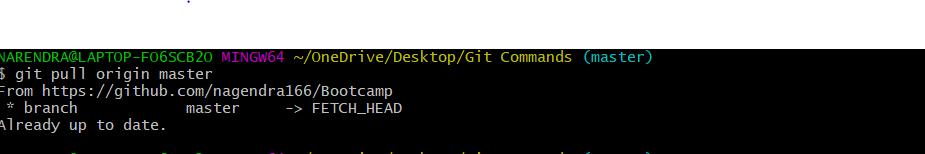 NARENDRA@LAPTOP-FO6SCB2O MINGW64 ~/OneDrive/Desktop/Git Commands (master)
$ git pull origin master
From https://github.com/nagendra166/Bootcamp
 * branch            master     -> FETCH_HEAD
Already up to date.